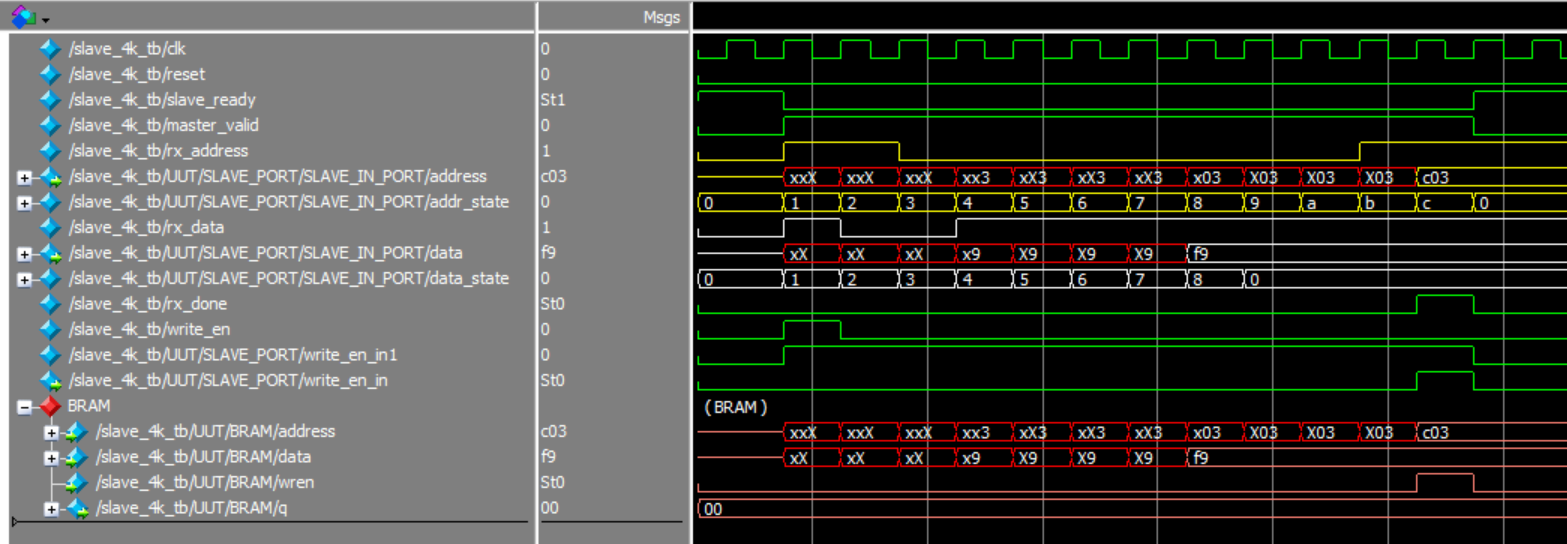 Msgs
/slave_4k_tb/clk 0
/slave_4k_tb/reset 0
/slave_4k_tb/slave_ready St1
/slave_4k_tb/master_valid 0
/slave_4k_tb/rx_address 1
/slave_4k_tb/UUT/SLAVE_PORT/SLAVE_IN_PORT/address c03 xxX xxX xxX xx3 xX3 xX3 xX3 x03 X03 X03 X03 c03
/slave_4k_tb/UUT/SLAVE_PORT/SLAVE_IN_PORT/addr_state 0 0 1 2 3 4 5 6 7 8 9 a b c 0
/slave_4k_tb/rx_data 1
/slave_4k_tb/UUT/SLAVE_PORT/SLAVE_IN_PORT/data f9 xX xX xX x9 X9 X9 X9 f9
/slave_4k_tb/UUT/SLAVE_PORT/SLAVE_IN_PORT/data_state 0 0 1 2 3 4 5 6 7 8 0
/slave_4k_tb/rx_done St0
/slave_4k_tb/write_en 0
/slave_4k_tb/UUT/SLAVE_PORT/write_en_in1 0
/slave_4k_tb/UUT/SLAVE_PORT/write_en_in St0
BRAM (BRAM)
/slave_4k_tb/UUT/BRAM/address c03 xxX xxX xxX xx3 xX3 xX3 xX3 x03 X03 X03 X03 c03
/slave_4k_tb/UUT/BRAM/data f9 xX xX xX x9 X9 X9 X9 f9
/slave_4k_tb/UUT/BRAM/wren St0
/slave_4k_tb/UUT/BRAM/q 00 00